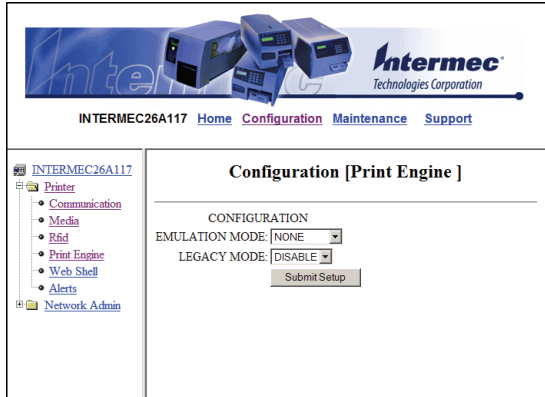 Intermec
Intermec®
Technologies Corporation
INTERMEC26A117 Home Configuration Maintenance Support
INTERMEC26A117
Printer
Communication
Media
Rfid
Print Engine
Web Shell
Alerts
Network Admin
Configuration [Print Engine ]
CONFIGURATION
EMULATION MODE: NONE
LEGACY MODE: DISABLE
Submit Setup